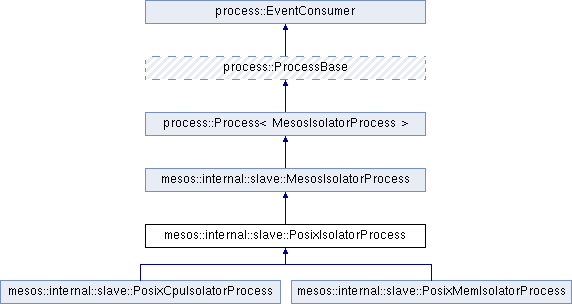 process::EventConsumer
process::ProcessBase
process::Process< MesosIsolatorProcess >
mesos::internal::slave::MesosIsolatorProcess
mesos::internal::slave::PosixIsolatorProcess
mesos::internal::slave::PosixCpuIsolatorProcess
mesos::internal::slave::PosixMemIsolatorProcess